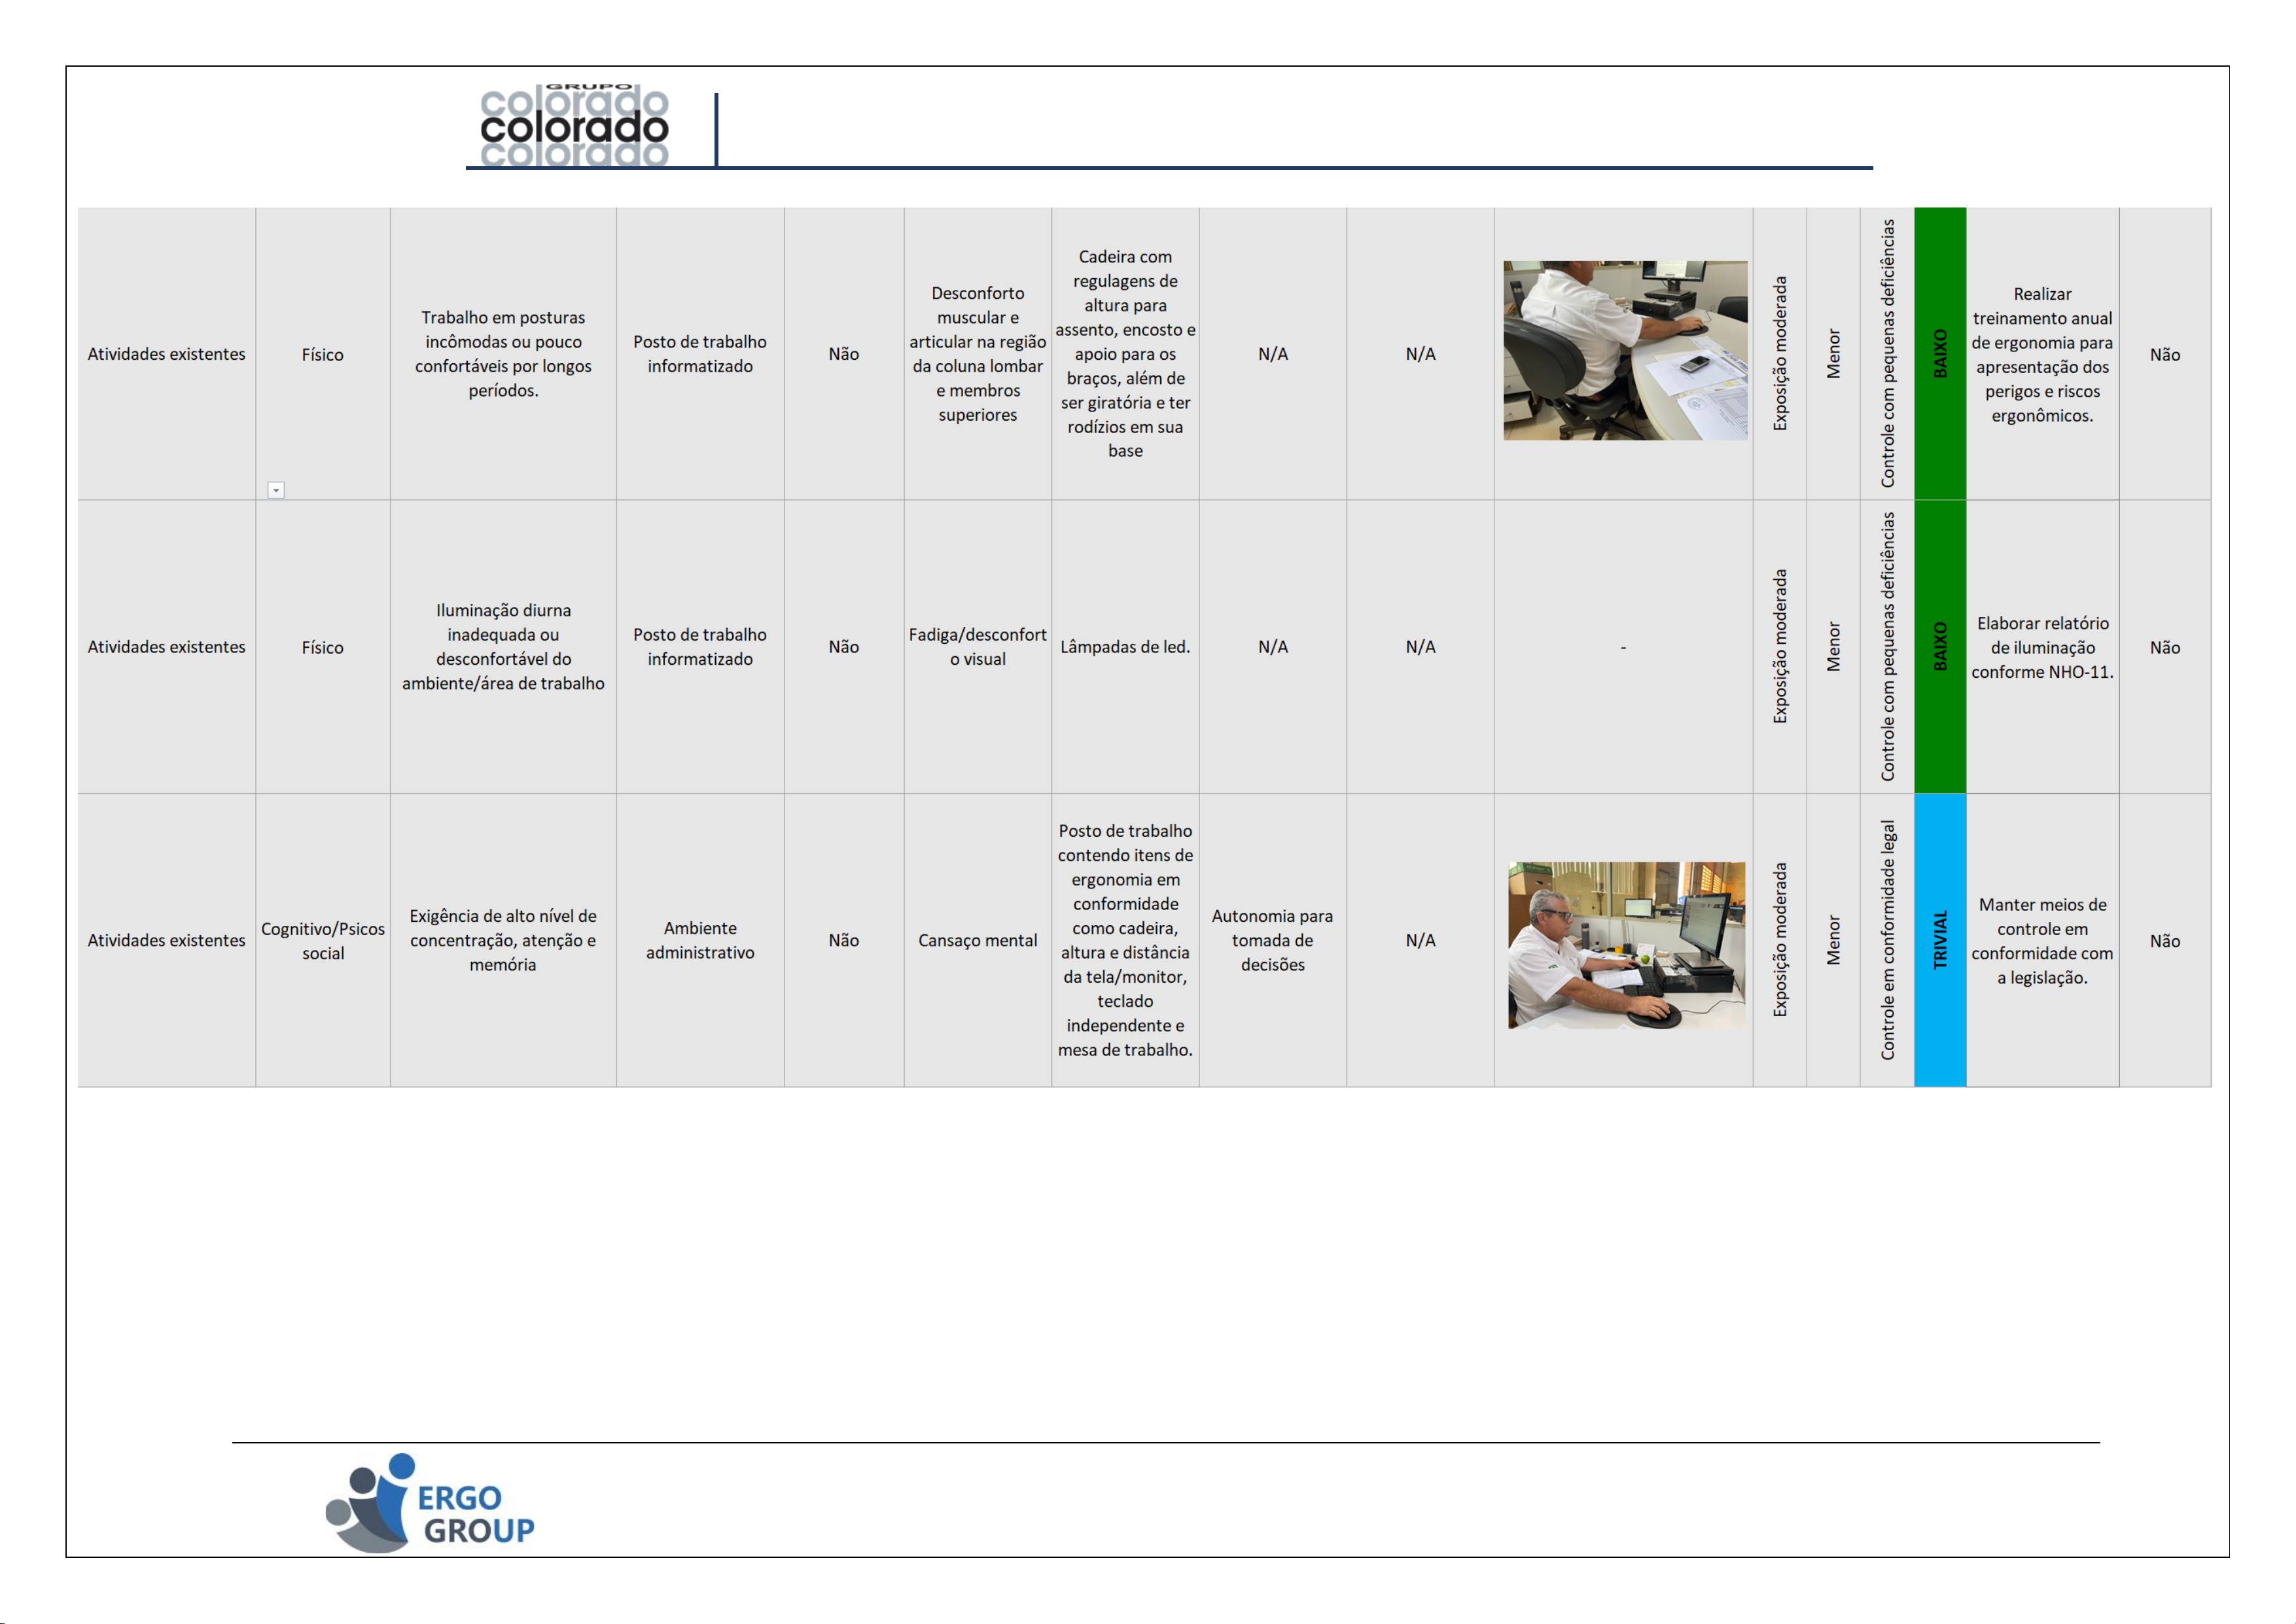 GRUPO
colorado
colorado
colorado
Atividades existentes
Físico
Trabalho em posturas
incômodas ou pouco
confortáveis por longos
períodos.
Posto de trabalho
informatizado
Não
Desconforto
muscular e
articular na região
da coluna lombar
e membros
superiores
Cadeira com
regulagens de
altura para
assento, encosto e
apoio para os
braços, além de
ser giratória e ter
rodízios em sua
base
N/A
N/A
Exposição moderada
Menor
Controle com pequenas deficiências
BAIXO
Realizar
treinamento anual
de ergonomia para
apresentação dos
perigos e riscos
ergonômicos.
Não
Atividades existentes
Físico
Iluminação diurna
inadequada ou
desconfortável do
ambiente/área de trabalho
Posto de trabalho
informatizado
Não
Fadiga/desconfort
o visual
Lâmpadas de led.
N/A
N/A
-
Exposição moderada
Menor
Controle com pequenas deficiências
BAIXO
Elaborar relatório
de iluminação
conforme NHO-11.
Não
Atividades existentes
Cognitivo/Psicos
social
Exigência de alto nível de
concentração, atenção e
memória
Ambiente
administrativo
Não
Cansaço mental
Posto de trabalho
contendo itens de
ergonomia em
conformidade
como cadeira,
altura e distância
da tela/monitor,
teclado
independente e
mesa de trabalho.
Autonomia para
tomada de
decisões
N/A
Exposição moderada
Menor
Controle em conformidade legal
TRIVIAL
Manter meios de
controle em
conformidade com
a legislação.
Não
ERGO
GROUP